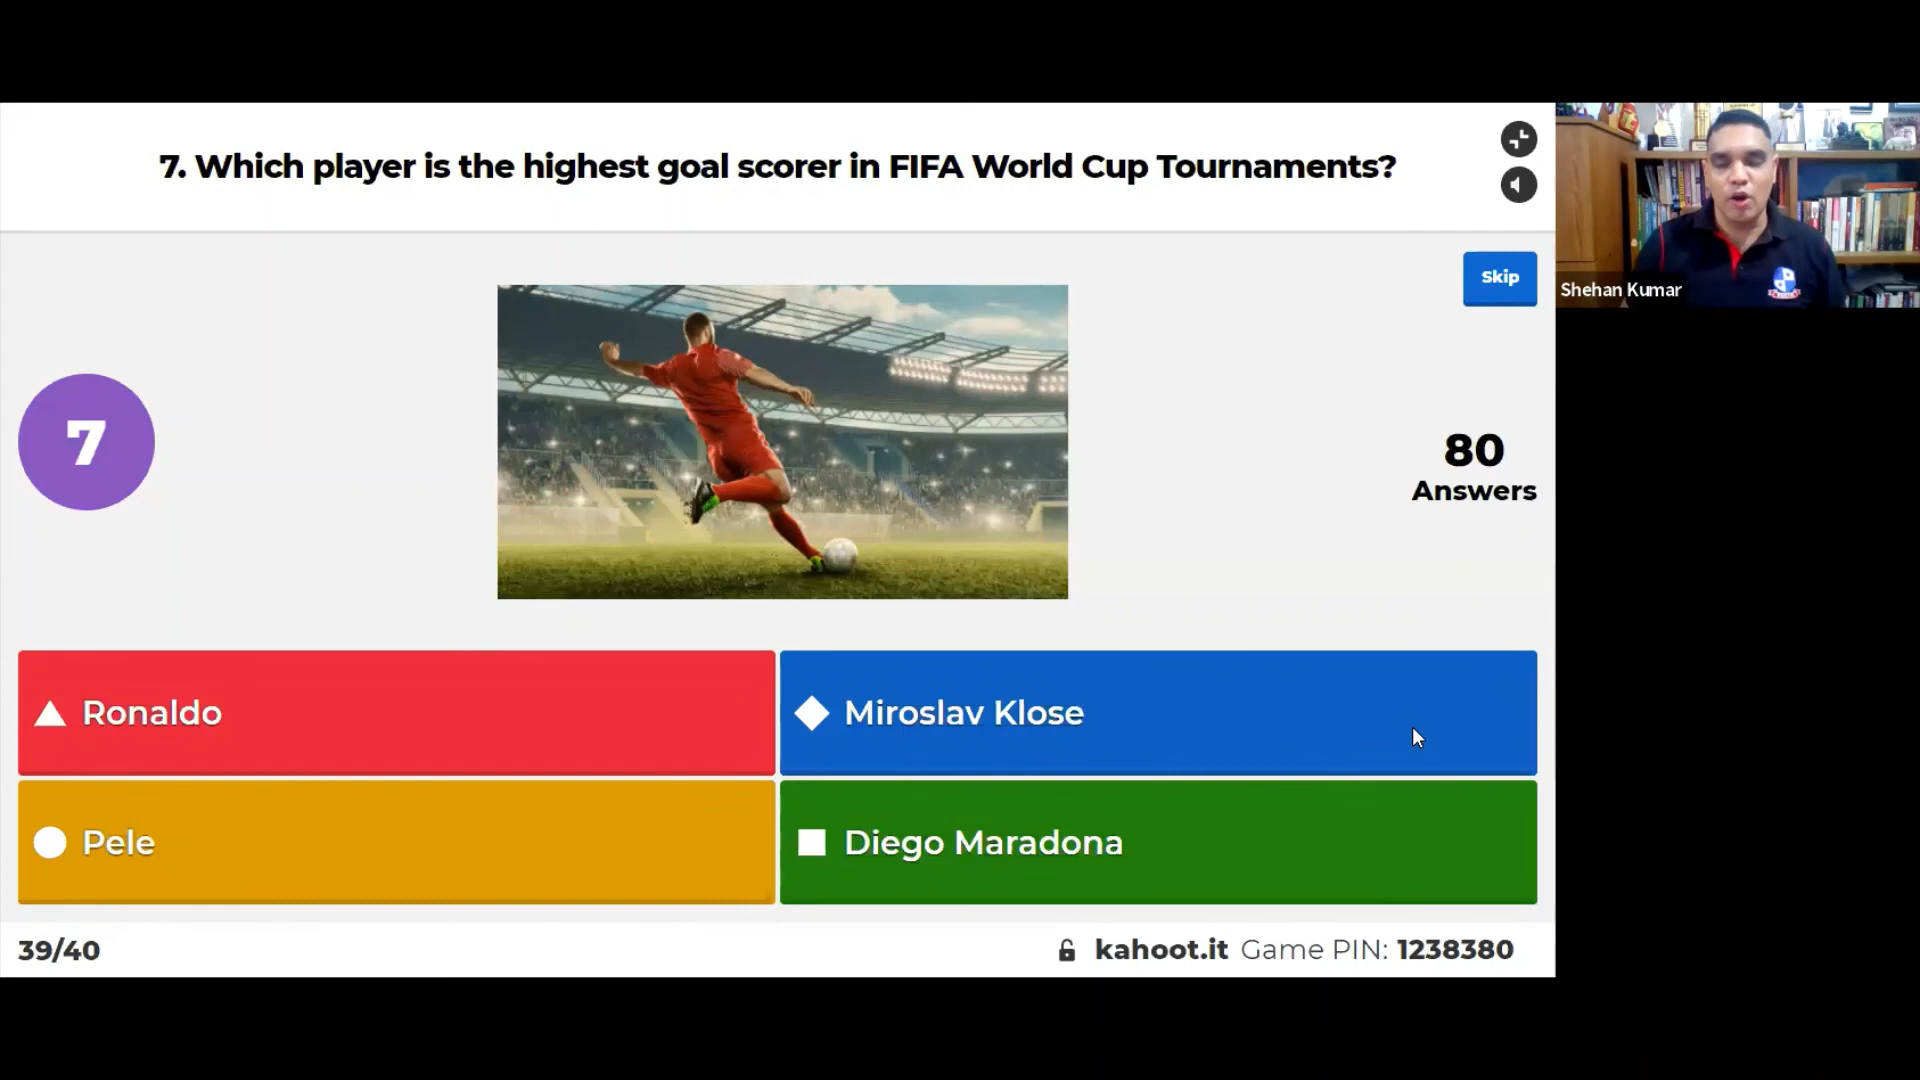 7. Which player is the highest goal scorer in FIFA World Cup Tournaments?
Skip
Shehan Kumar
7
80
Answers
Ronaldo
Miroslav Klose
Pele
Diego Maradona
39/40
kahoot.it Game PIN: 1238380